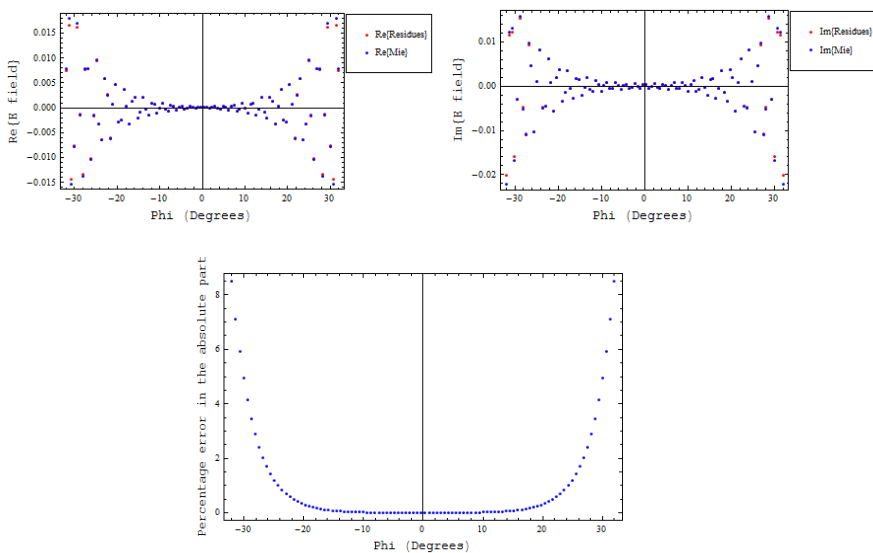 Re{E field}
0.015
0.010
0.005
0.000
−0.005
−0.010
−0.015
−30 −20 −10 0 10 20 30
Phi (Degrees)
Re{Residues}
Re{Mie}
Im{E field}
0.01
0.00
−0.01
−0.02
−30 −20 −10 0 10 20 30
Phi (Degrees)
Im{Residues}
Im{Mie}
Percentage error in the absolute part
8
6
4
2
0
−30 −20 −10 0 10 20 30
Phi (Degrees)